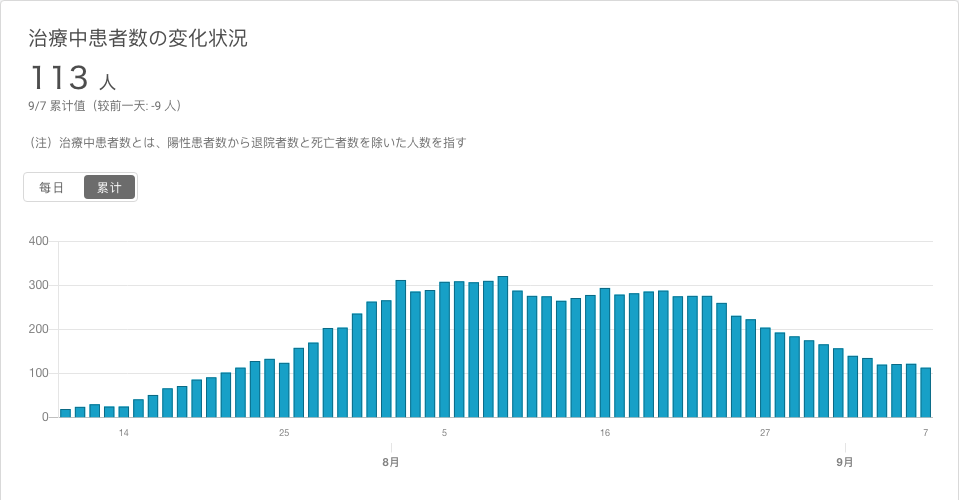 治療中患者数の変化状況
113 人
9/7 累计值（较前一天: -9 人）
（注）治療中患者数とは、陽性患者数から退院者数と死亡者数を除いた人数を指す
每日 累计
400
300
200
100
0
14 25 5 16 27 7
8月 9月